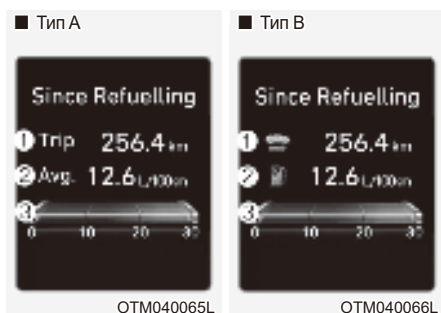 ■ Тип A
Since Refuelling
① Trip 256.4 km
② Avg. 12.6 L/100km
③
0 10 20 30
OTM040065L
■ Тип B
Since Refuelling
① 256.4 km
② 12.6 L/100km
③
0 10 20 30
OTM040066L